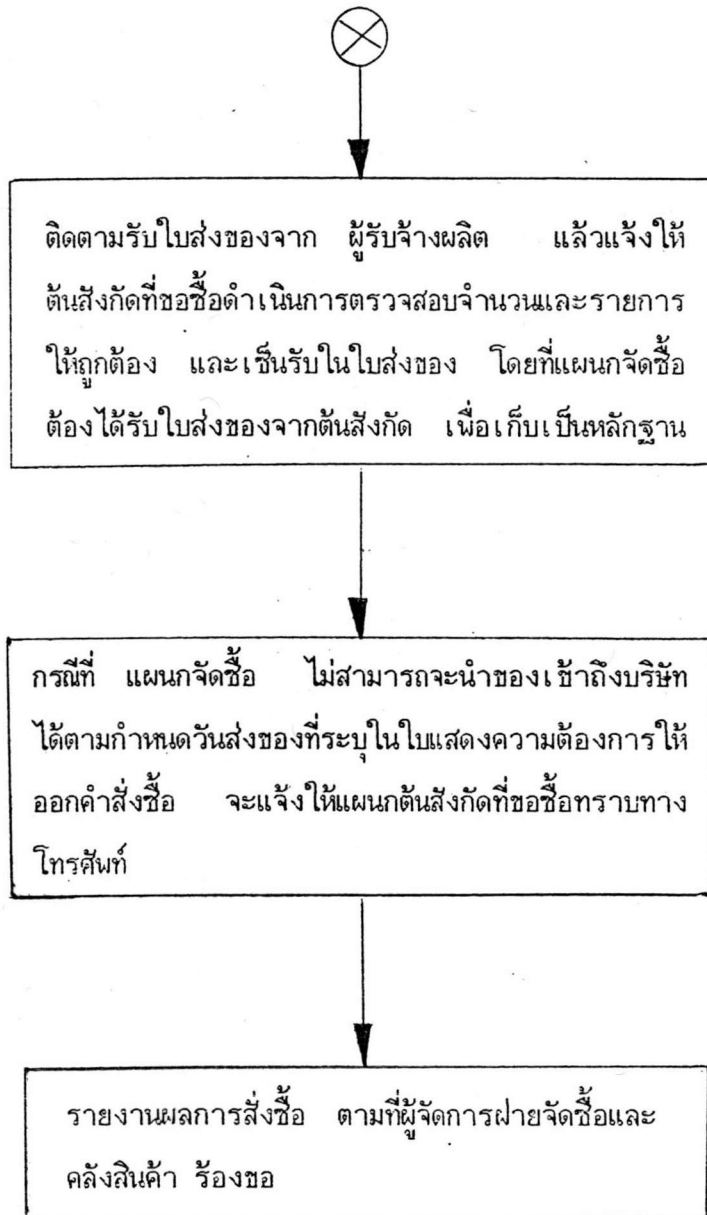 ติดตามรับใบส่งของจาก ผู้รับจ้างผลิต แล้วแจ้งให้
ต้นสังกัดที่ขอซื้อดำเนินการตรวจสอบจำนวนและรายการ
ให้ถูกต้อง และเซ็นรับในใบส่งของ โดยที่แผนกจัดซื้อ
ต้องได้รับใบส่งของจากต้นสังกัด เพื่อเก็บเป็นหลักฐาน
กรณีที่ แผนกจัดซื้อ ไม่สามารถจะนำของเข้าถึงบริษัท
ได้ตามกำหนดวันส่งของที่ระบุในใบแสดงความต้องการให้
ออกคำสั่งซื้อ จะแจ้งให้แผนกต้นสังกัดที่ขอซื้อทราบทาง
โทรศัพท์
รายงานผลการสั่งซื้อ ตามที่ผู้จัดการฝ่ายจัดซื้อและ
คลังสินค้า ร้องขอ